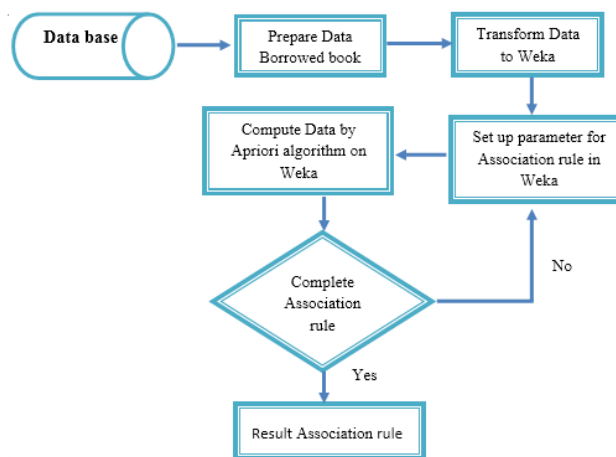 Data base
Prepare Data
Borrowed book
Transform Data
to Weka
Compute Data by
Apriori algorithm on
Weka
Set up parameter for
Association rule in
Weka
Complete
Association
rule
No
Yes
Result Association rule